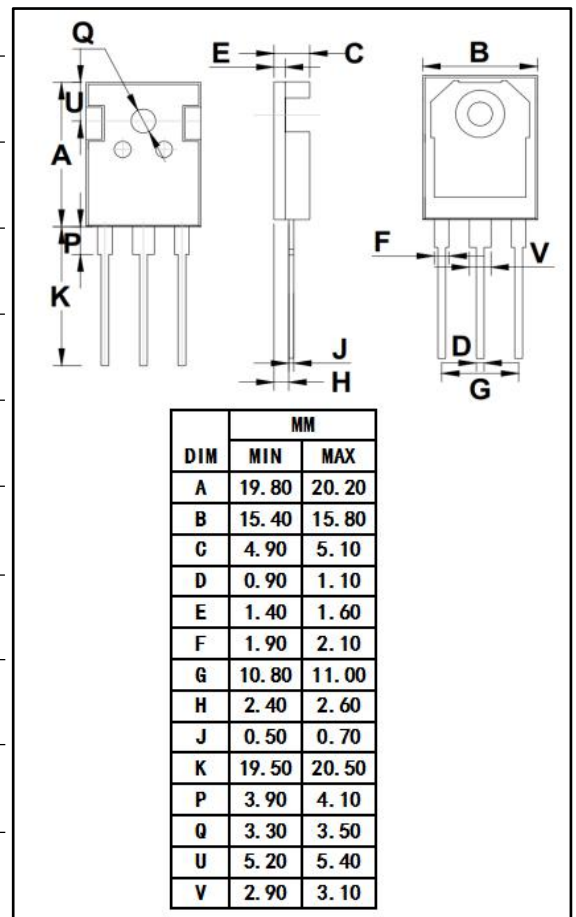 Q
E
C
B
U
A
P
F
V
K
J
D
H
G
MM
DIM MIN MAX
A 19.80 20.20
B 15.40 15.80
C 4.90 5.10
D 0.90 1.10
E 1.40 1.60
F 1.90 2.10
G 10.80 11.00
H 2.40 2.60
J 0.50 0.70
K 19.50 20.50
P 3.90 4.10
Q 3.30 3.50
U 5.20 5.40
V 2.90 3.10